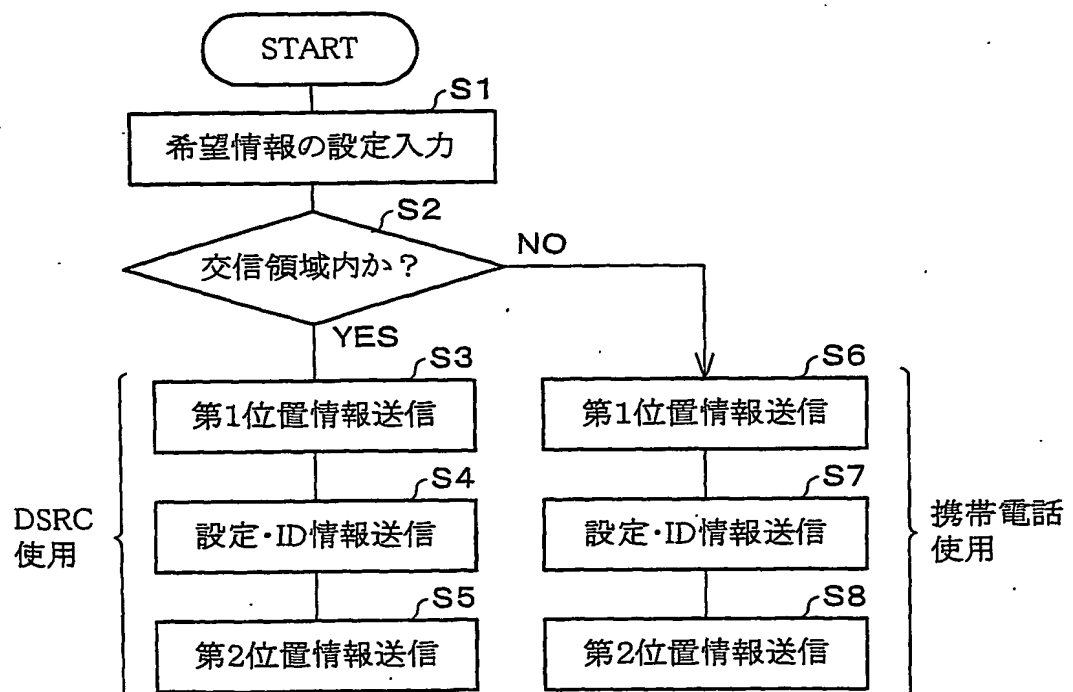 START
S1
希望情報の設定入力
S2
交信領域内か?
NO
YES
S3
第1位置情報送信
S4
設定・ID情報送信
S5
第2位置情報送信
DSRC
使用
S6
第1位置情報送信
S7
設定・ID情報送信
S8
第2位置情報送信
携帯電話
使用